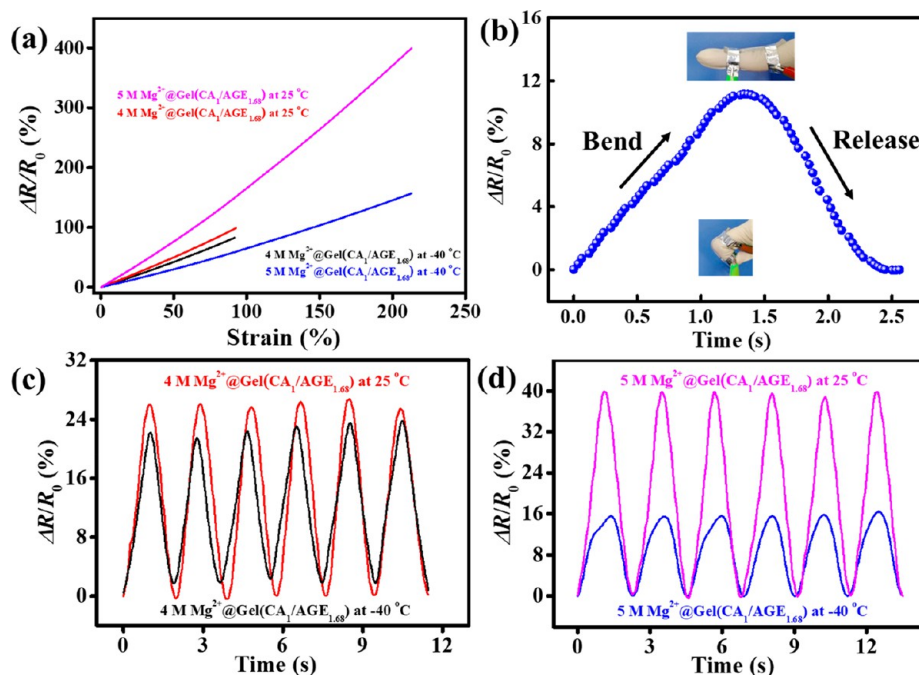 (a)
ΔR/R₀ (%)
400
300
200
100
0
5 M Mg²⁺@Gel(CA₁/AGE₁.₆₈) at 25 °C
4 M Mg²⁺@Gel(CA₁/AGE₁.₆₈) at 25 °C
4 M Mg²⁺@Gel(CA₁/AGE₁.₆₈) at -40 °C
5 M Mg²⁺@Gel(CA₁/AGE₁.₆₈) at -40 °C
0 50 100 150 200 250
Strain (%)
(b)
ΔR/R₀ (%)
16
12
8
4
0
Bend
Release
0.0 0.5 1.0 1.5 2.0 2.5
Time (s)
(c)
ΔR/R₀ (%)
32
24
16
8
0
4 M Mg²⁺@Gel(CA₁/AGE₁.₆₈) at 25 °C
4 M Mg²⁺@Gel(CA₁/AGE₁.₆₈) at -40 °C
0 3 6 9 12
Time (s)
(d)
ΔR/R₀ (%)
40
32
24
16
8
0
5 M Mg²⁺@Gel(CA₁/AGE₁.₆₈) at 25 °C
5 M Mg²⁺@Gel(CA₁/AGE₁.₆₈) at -40 °C
0 3 6 9 12
Time (s)